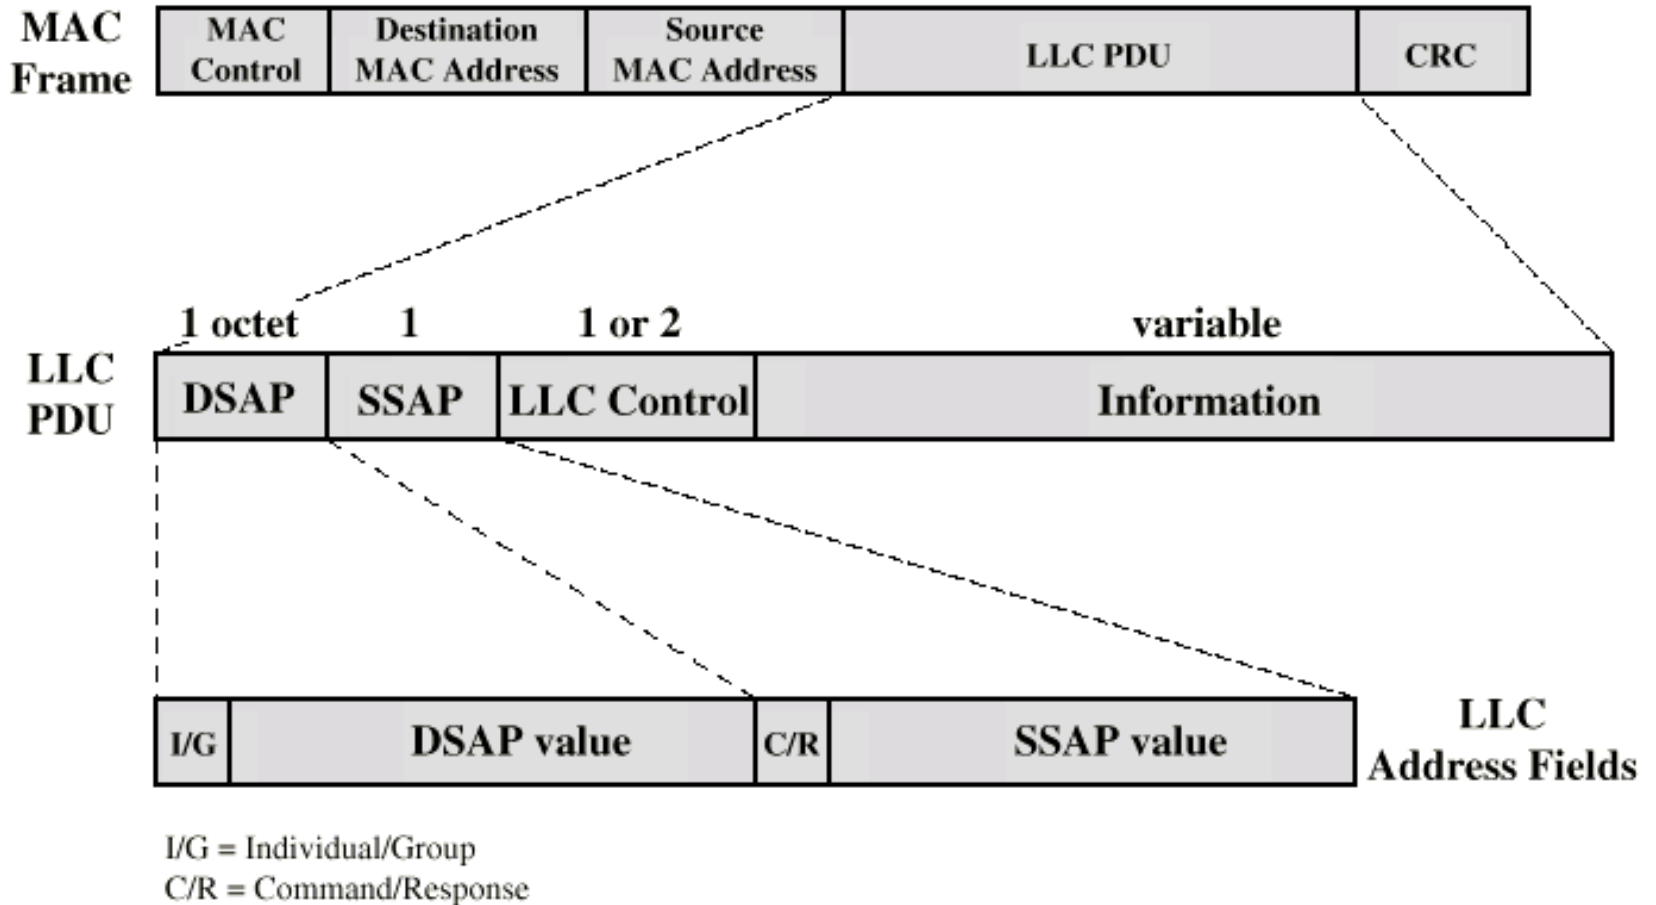 MAC
Frame
MAC
Control
Destination
MAC Address
Source
MAC Address
LLC PDU
CRC
1 octet
1
1 or 2
variable
LLC
PDU
DSAP
SSAP
LLC Control
Information
I/G
DSAP value
C/R
SSAP value
LLC
Address Fields
I/G = Individual/Group
C/R = Command/Response